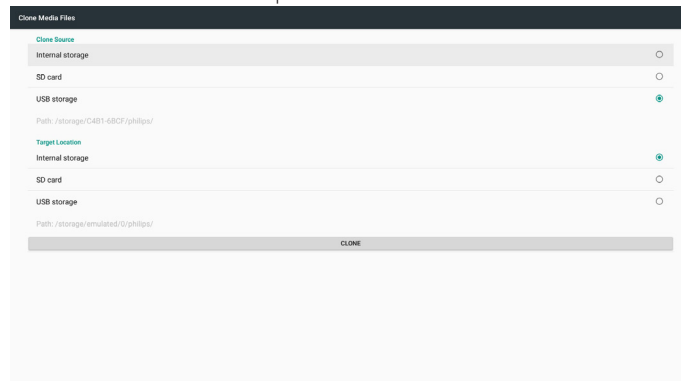 Clone Media Files
Clone Source
Internal storage
SD card
USB storage
Path: /storage/C4B1-6BCF/philips/
Target Location
Internal storage
SD card
USB storage
Path: /storage/emulated/0/philips/
CLONE